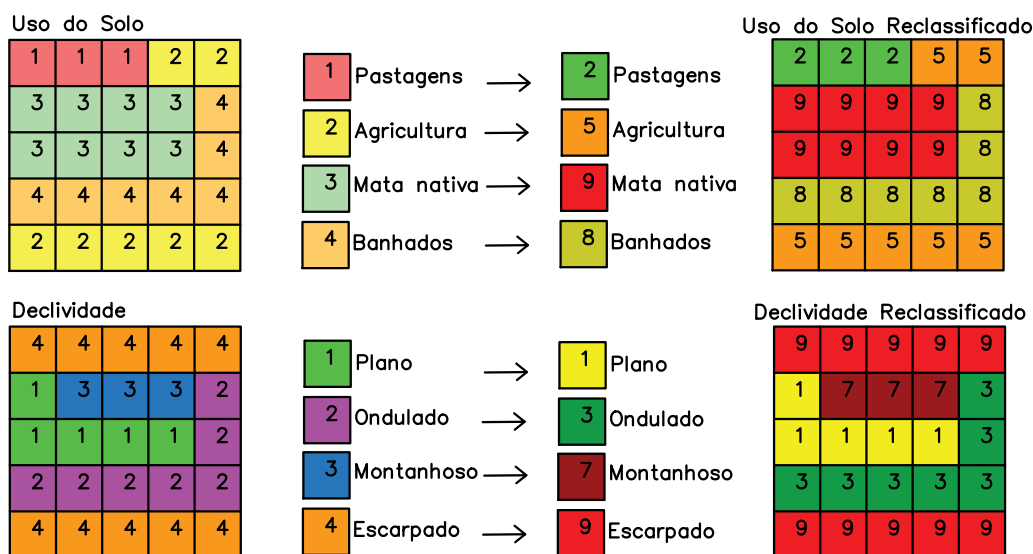 Uso do Solo
1 1 1 2 2
3 3 3 3 4
3 3 3 3 4
4 4 4 4 4
2 2 2 2 2
1 Pastagens 2 Pastagens
2 Agricultura 5 Agricultura
3 Mata nativa 9 Mata nativa
4 Banhados 8 Banhados
Uso do Solo Reclassificado
2 2 2 5 5
9 9 9 9 8
9 9 9 9 8
8 8 8 8 8
5 5 5 5 5
Declividade
4 4 4 4 4
1 3 3 3 2
1 1 1 1 2
2 2 2 2 2
4 4 4 4 4
1 Plano 1 Plano
2 Ondulado 3 Ondulado
3 Montanhoso 7 Montanhoso
4 Escarpado 9 Escarpado
Declividade Reclassificado
9 9 9 9 9
1 7 7 7 3
1 1 1 1 3
3 3 3 3 3
9 9 9 9 9